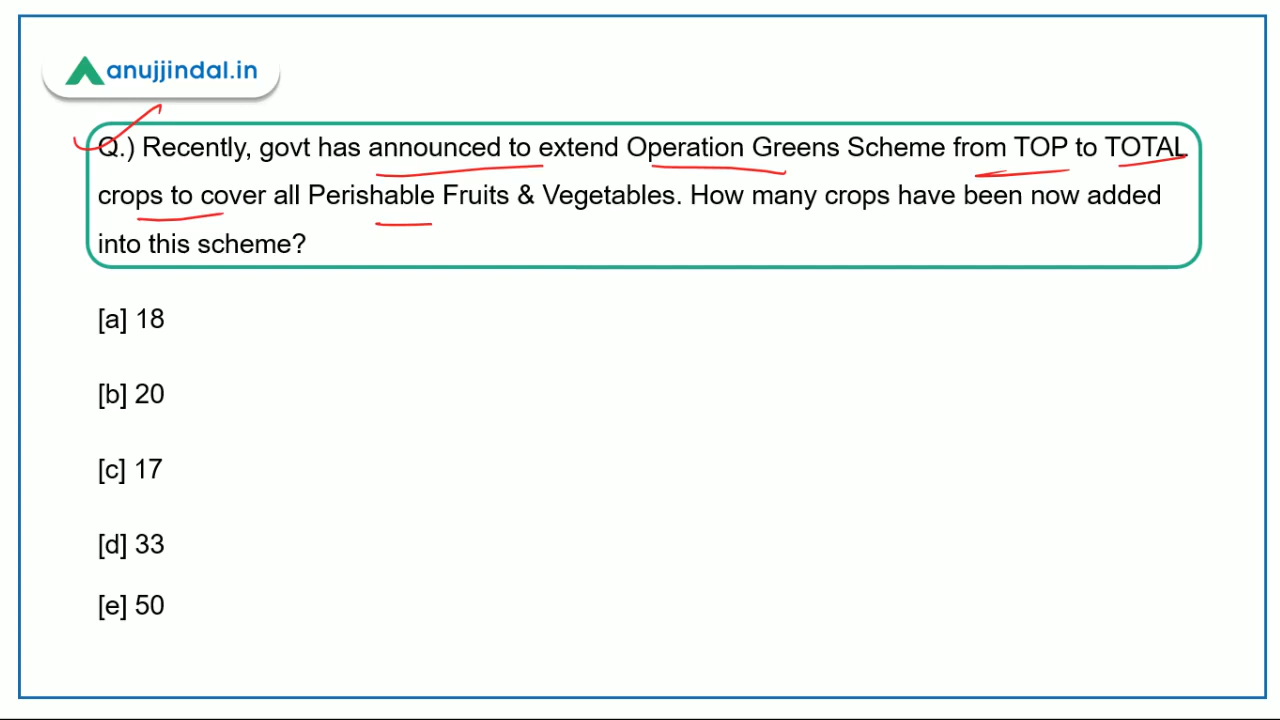 anujjindal.in
Q.) Recently, govt has announced to extend Operation Greens Scheme from TOP to TOTAL
crops to cover all Perishable Fruits & Vegetables. How many crops have been now added
into this scheme?
[a] 18
[b] 20
[c] 17
[d] 33
[e] 50